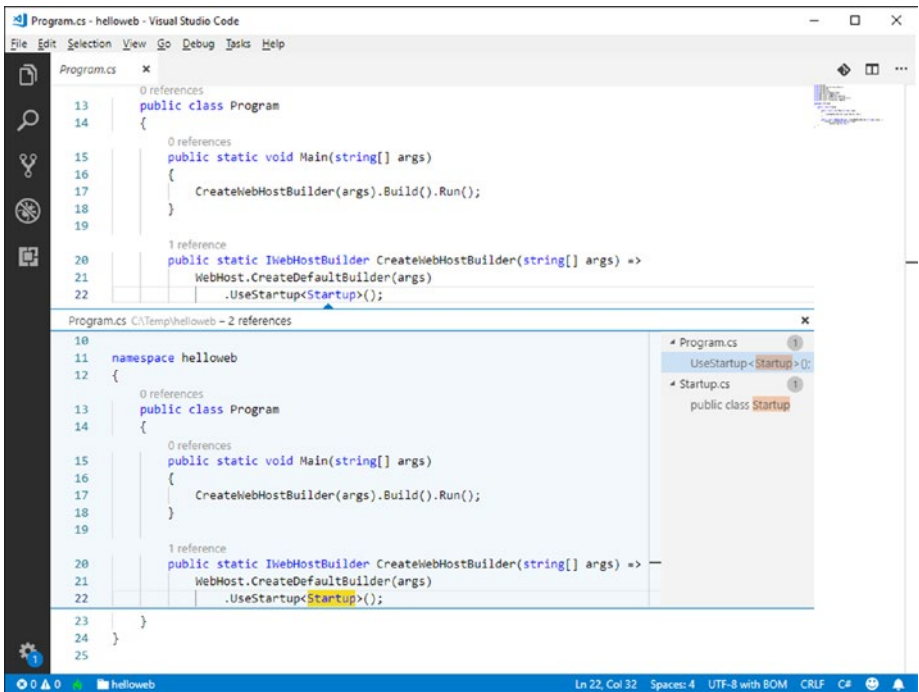 Program.cs - helloweb - Visual Studio Code
File Edit Selection View Go Debug Tasks Help
Program.cs
0 references
13 public class Program
14 {
0 references
15 public static void Main(string[] args)
16 {
17 CreateWebHostBuilder(args).Build().Run();
18 }
19
1 reference
20 public static IWebHostBuilder CreateWebHostBuilder(string[] args) =>
21 WebHost.CreateDefaultBuilder(args)
22 .UseStartup<Startup>();
Program.cs C:\Temp\helloweb – 2 references
10
11 namespace helloweb
12 {
0 references
13 public class Program
14 {
0 references
15 public static void Main(string[] args)
16 {
17 CreateWebHostBuilder(args).Build().Run();
18 }
19
1 reference
20 public static IWebHostBuilder CreateWebHostBuilder(string[] args) =>
21 WebHost.CreateDefaultBuilder(args)
22 .UseStartup<Startup>();
Program.cs 1
UseStartup<Startup>();
Startup.cs 1
public class Startup
23 }
24 }
25
1
0 0 helloweb Ln 22, Col 32 Spaces: 4 UTF-8 with BOM CRLF C#